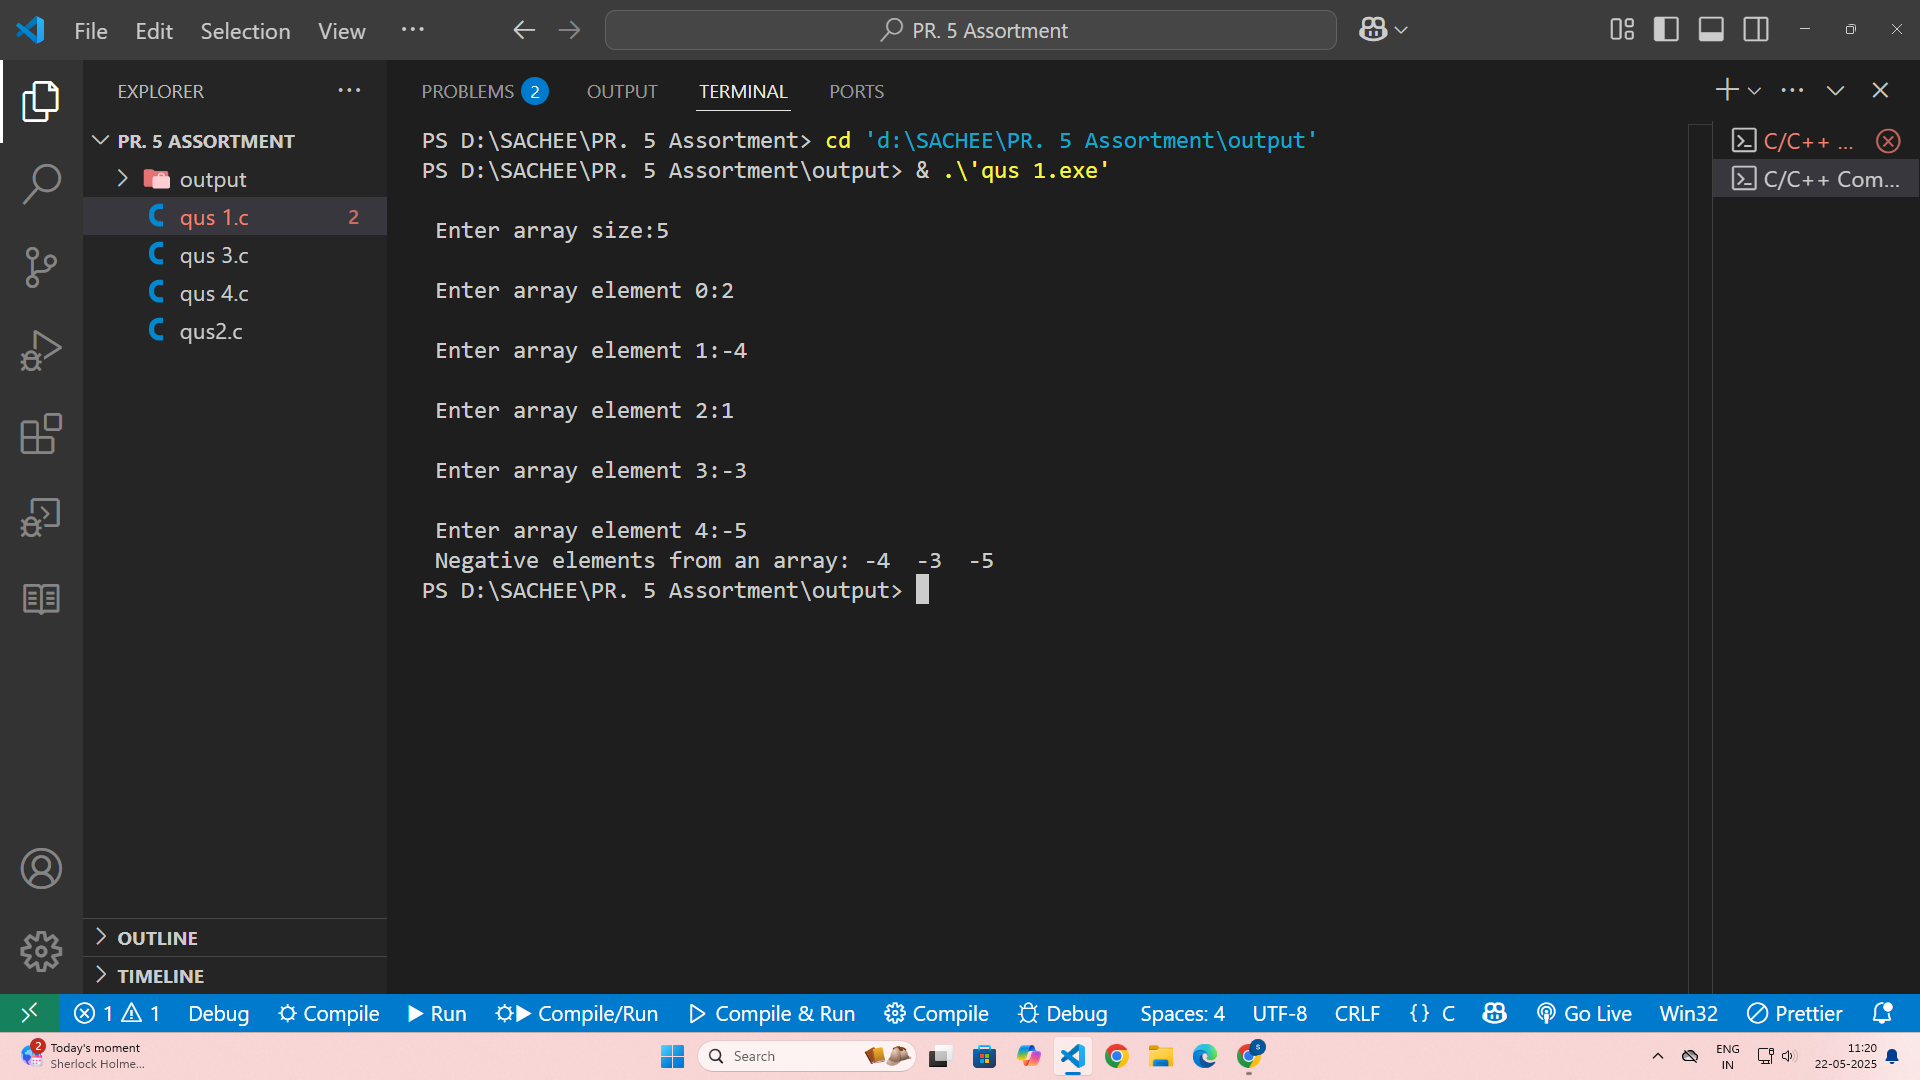 File Edit Selection View ··· PR. 5 Assortment
EXPLORER ···
PR. 5 ASSORTMENT
output
qus 1.c 2
qus 3.c
qus 4.c
qus2.c
OUTLINE
TIMELINE
PROBLEMS 2 OUTPUT TERMINAL PORTS
PS D:\SACHEE\PR. 5 Assortment> cd 'd:\SACHEE\PR. 5 Assortment\output'
PS D:\SACHEE\PR. 5 Assortment\output> & .\'qus 1.exe'
Enter array size:5
Enter array element 0:2
Enter array element 1:-4
Enter array element 2:1
Enter array element 3:-3
Enter array element 4:-5
Negative elements from an array: -4 -3 -5
PS D:\SACHEE\PR. 5 Assortment\output>
C/C++ ...
C/C++ Com...
1 1 Debug Compile Run Compile/Run Compile & Run Compile Debug Spaces: 4 UTF-8 CRLF {} C Go Live Win32 Prettier
2 Today's moment
Sherlock Holme...
Search
S
ENG
IN
11:20
22-05-2025